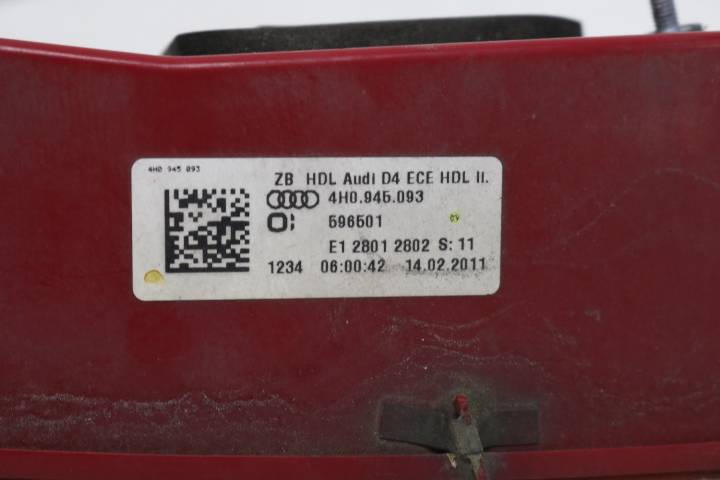 4H0 945 093
ZB HDL Audi D4 ECE HDL II.
4H0.945.093
O: 596501
E1 2801 2802 S: 11
1234 06:00:42 14.02.2011